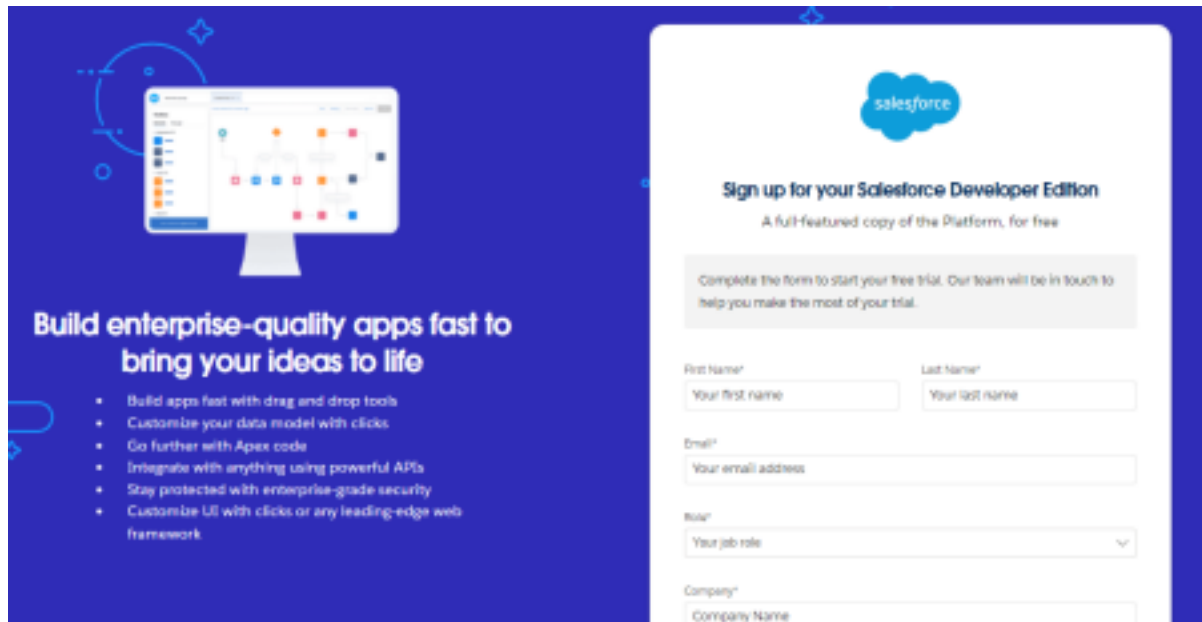 Build enterprise-quality apps fast to
bring your ideas to life
Build apps fast with drag and drop tools
Customize your data model with clicks
Go further with Apex code
Integrate with anything using powerful APIs
Stay protected with enterprise-grade security
Customize UI with clicks or any leading-edge web
framework
salesforce
Sign up for your Salesforce Developer Edition
A full-featured copy of the Platform, for free
Complete the form to start your free trial. Our team will be in touch to
help you make the most of your trial.
First Name* Last Name*
Your first name Your last name
Email*
Your email address
Role*
Your job role
Company*
Company Name